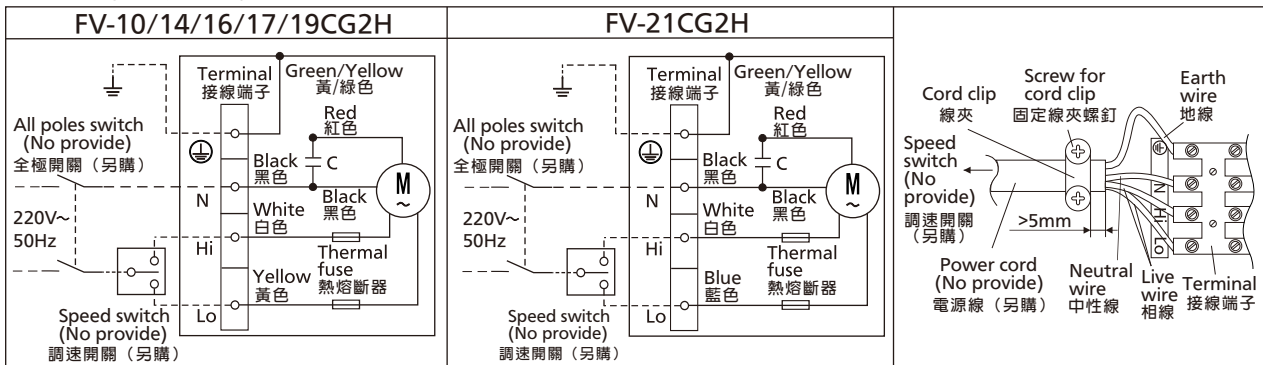 FV-10/14/16/17/19CG2H
Terminal
接線端子
Green/Yellow
黃/綠色
Red
紅色
All poles switch
(No provide)
全極開關（另購）
Black
黑色
C
M
~
N
Black
黑色
White
白色
220V~
50Hz
Hi
Thermal
fuse
熱熔斷器
Yellow
黃色
Lo
Speed switch
(No provide)
調速開關（另購）
FV-21CG2H
Terminal
接線端子
Green/Yellow
黃/綠色
Red
紅色
All poles switch
(No provide)
全極開關（另購）
Black
黑色
C
M
~
N
Black
黑色
White
白色
220V~
50Hz
Hi
Thermal
fuse
熱熔斷器
Blue
藍色
Lo
Speed switch
(No provide)
調速開關（另購）
Cord clip
線夾
Screw for
cord clip
固定線夾螺釘
Earth
wire
地線
Speed
switch
(No
provide)
調速開關
（另購）
N
Hi
Lo
>5mm
Power cord
(No provide)
電源線（另購）
Neutral
wire
中性線
Live
wire
相線
Terminal
接線端子